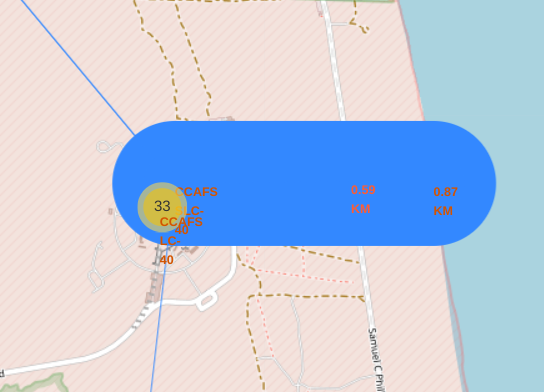 CCAFS
LC-
40
33
CCAFS
LC-
40
0.59
KM
0.87
KM
Samuel C Phil